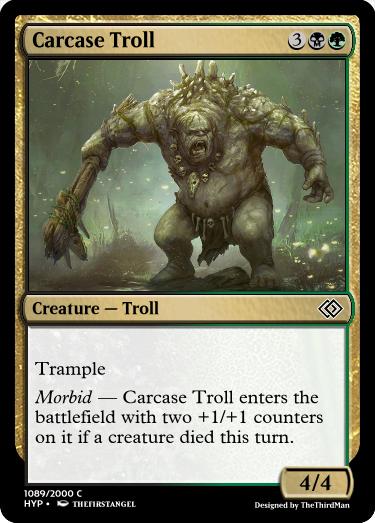 Carcase Troll 3
Creature — Troll
Trample
Morbid — Carcase Troll enters the
battlefield with two +1/+1 counters
on it if a creature died this turn.
4/4
1089/2000 C
HYP • THEFIRSTANGEL
Designed by TheThirdMan